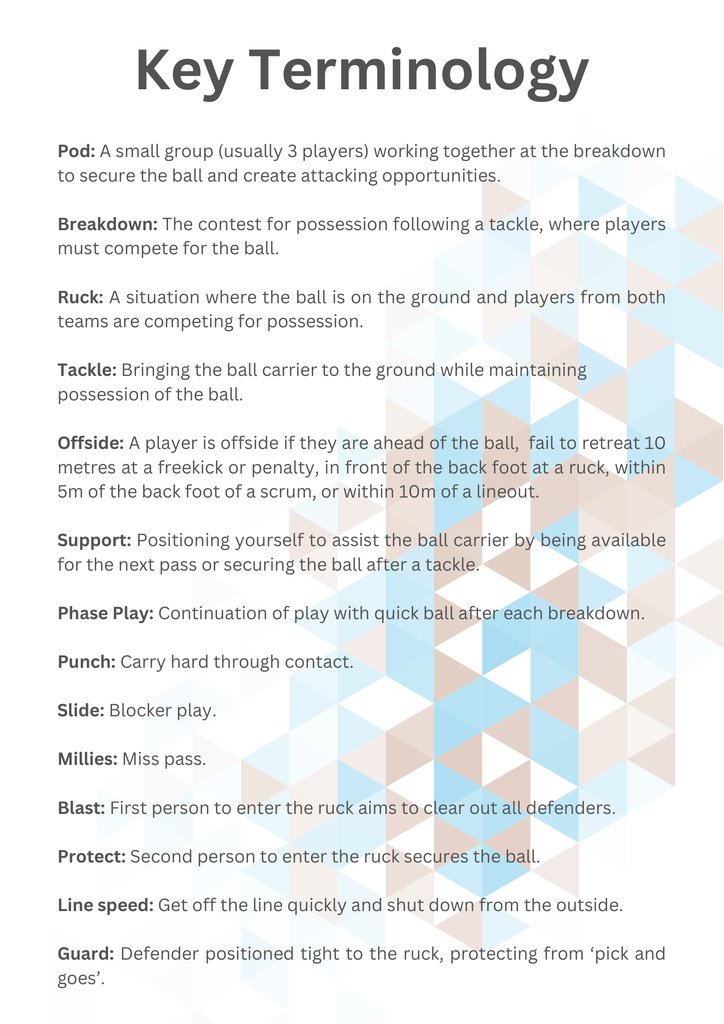 Key Terminology
Pod: A small group (usually 3 players) working together at the breakdown
to secure the ball and create attacking opportunities.
Breakdown: The contest for possession following a tackle, where players
must compete for the ball.
Ruck: A situation where the ball is on the ground and players from both
teams are competing for possession.
Tackle: Bringing the ball carrier to the ground while maintaining
possession of the ball.
Offside: A player is offside if they are ahead of the ball,  fail to retreat 10
metres at a freekick or penalty, in front of the back foot at a ruck, within
5m of the back foot of a scrum, or within 10m of a lineout.
Support: Positioning yourself to assist the ball carrier by being available
for the next pass or securing the ball after a tackle.
Phase Play: Continuation of play with quick ball after each breakdown.
Punch: Carry hard through contact.
Slide: Blocker play.
Millies: Miss pass.
Blast: First person to enter the ruck aims to clear out all defenders.
Protect: Second person to enter the ruck secures the ball.
Line speed: Get off the line quickly and shut down from the outside.
Guard: Defender positioned tight to the ruck, protecting from ‘pick and
goes’.